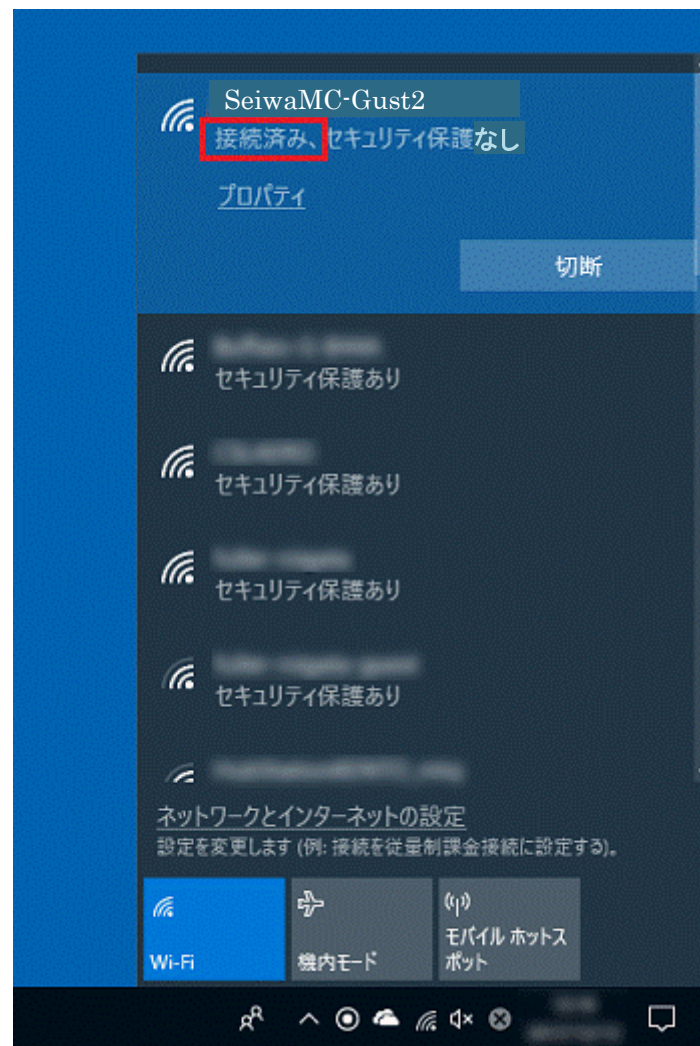 SeiwaMC-Gust2
接続済み、セキュリティ保護なし
プロパティ
切断
セキュリティ保護あり
セキュリティ保護あり
セキュリティ保護あり
セキュリティ保護あり
ネットワークとインターネットの設定
設定を変更します (例: 接続を従量制課金接続に設定する)。
Wi-Fi
機内モード
モバイル ホットス
ポット